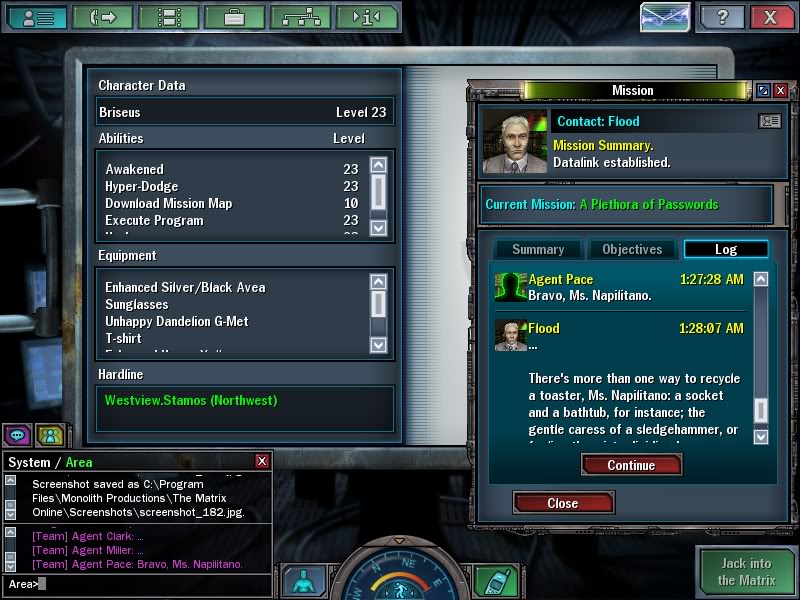 ?
X
Character Data
Briseus Level 23
Abilities Level
Awakened 23
Hyper-Dodge 23
Download Mission Map 10
Execute Program 23
Equipment
Enhanced Silver/Black Avea
Sunglasses
Unhappy Dandelion G-Met
T-shirt
Hardline
Westview.Stamos (Northwest)
Mission
Contact: Flood
Mission Summary.
Datalink established.
Current Mission: A Plethora of Passwords
Summary Objectives Log
Agent Pace 1:27:28 AM
Bravo, Ms. Napilitano.
Flood 1:28:07 AM
...
There's more than one way to recycle
a toaster, Ms. Napilitano: a socket
and a bathtub, for instance; the
gentle caress of a sledgehammer, or
Continue
Close
System / Area
Screenshot saved as C:\Program
Files\Monolith Productions\The Matrix
Online\Screenshots\screenshot_182.jpg.
[Team] Agent Clark: ...
[Team] Agent Miller: ...
[Team] Agent Pace: Bravo, Ms. Napilitano.
Area>
NW N NE E
Jack into
the Matrix